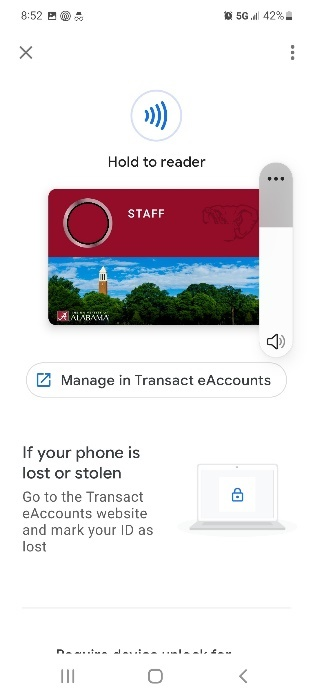 8:52 5G 42%
Hold to reader
STAFF
ALABAMA
Manage in Transact eAccounts
If your phone is
lost or stolen
Go to the Transact
eAccounts website
and mark your ID as
lost
Require device unlock for